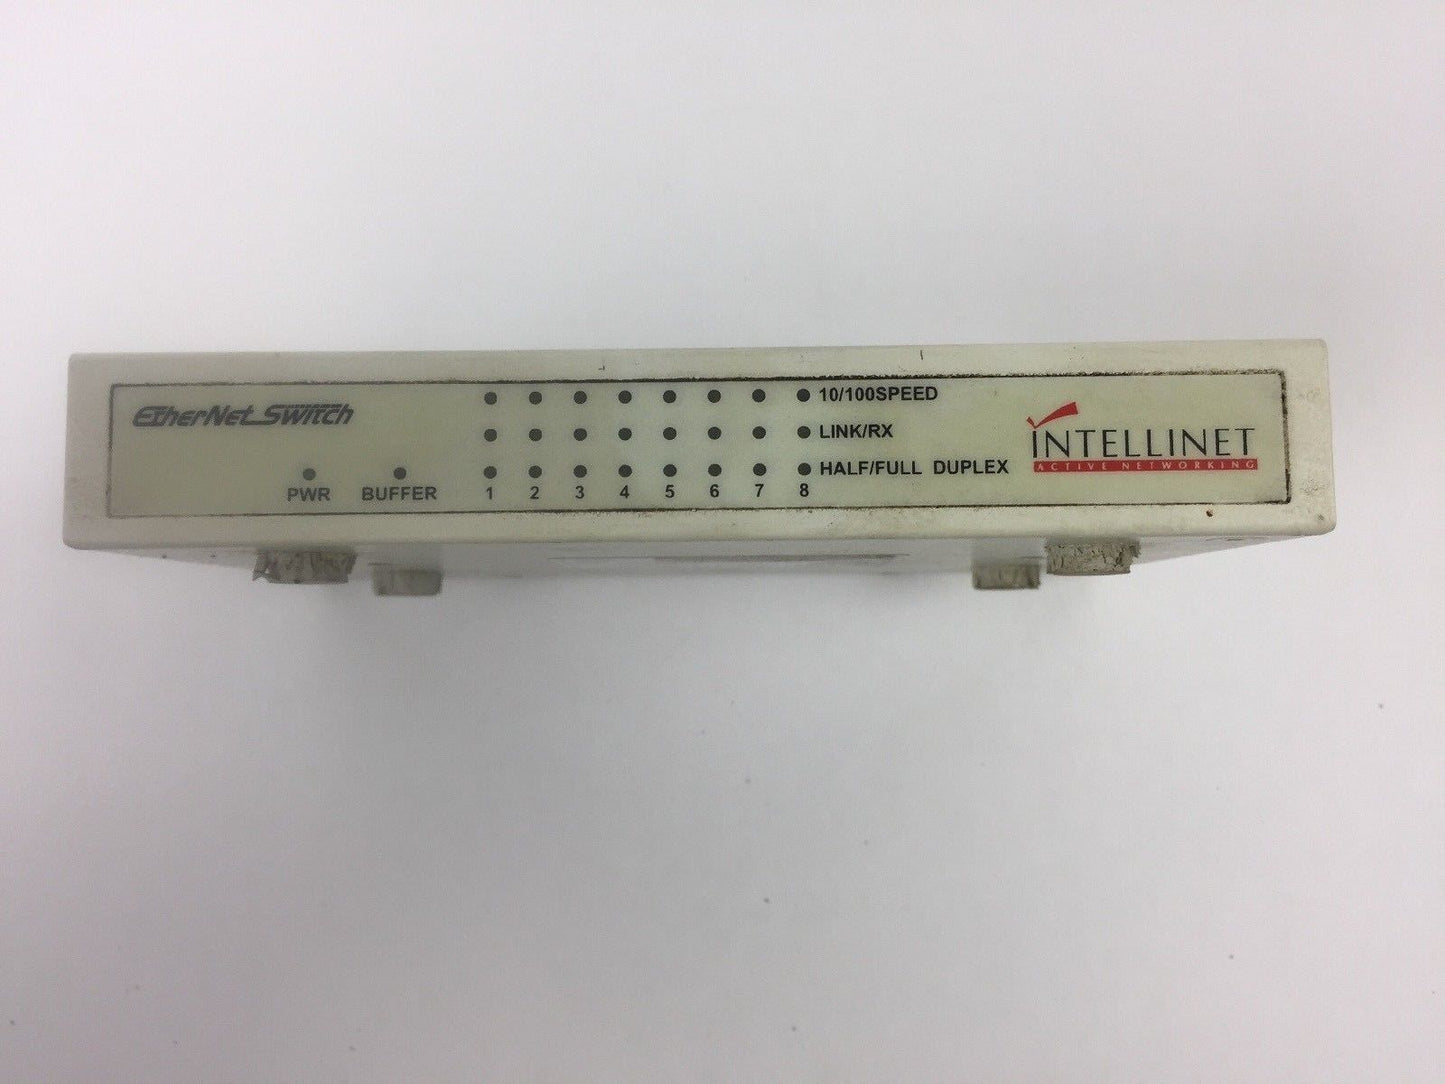 EtherNet Switch
10/100SPEED
LINK/RX
HALF/FULL DUPLEX
PWR BUFFER
1 2 3 4 5 6 7 8
INTELLINET
ACTIVE NETWORKING